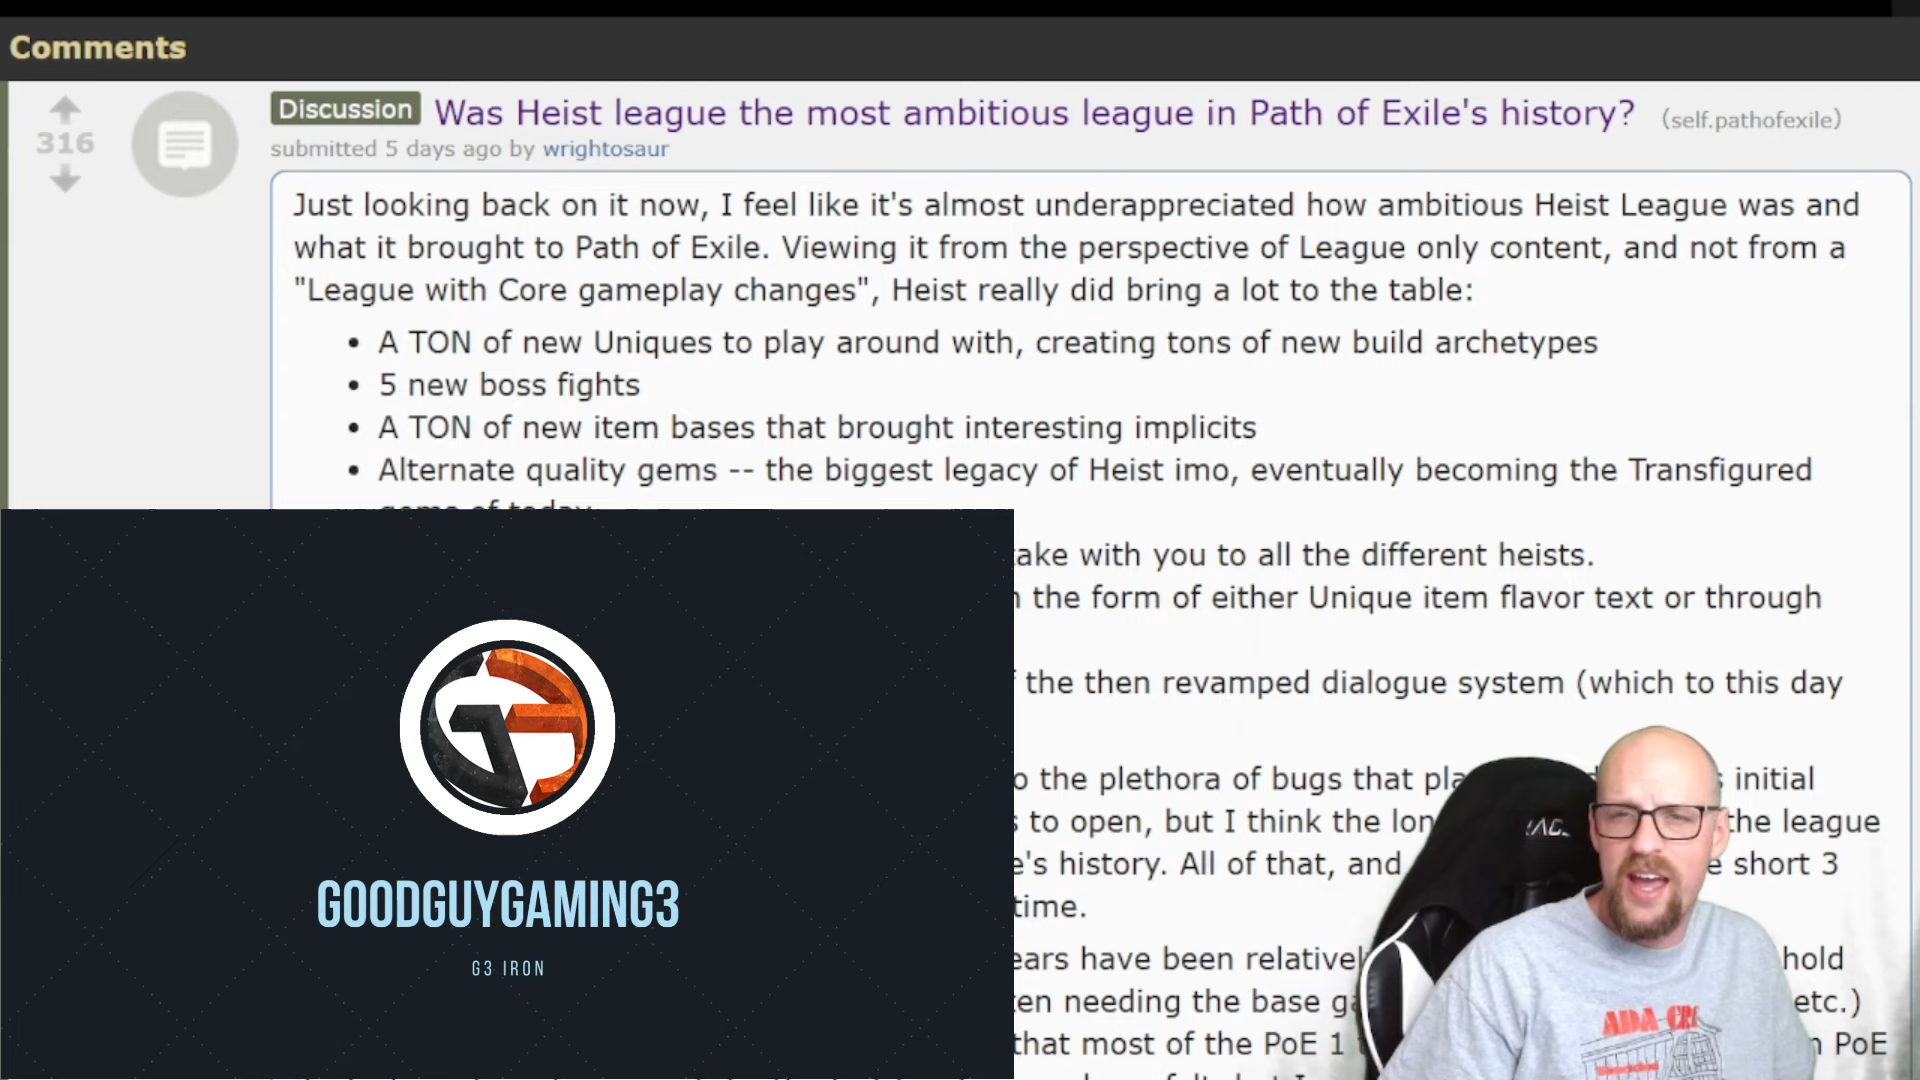 Comments
316
Discussion Was Heist league the most ambitious league in Path of Exile's history? (self.pathofexile)
submitted 5 days ago by wrightosaur
Just looking back on it now, I feel like it's almost underappreciated how ambitious Heist League was and
what it brought to Path of Exile. Viewing it from the perspective of League only content, and not from a
"League with Core gameplay changes", Heist really did bring a lot to the table:
• A TON of new Uniques to play around with, creating tons of new build archetypes
• 5 new boss fights
• A TON of new item bases that brought interesting implicits
• Alternate quality gems -- the biggest legacy of Heist imo, eventually becoming the Transfigured
gems of today
with you to all the different heists.
the form of either Unique item flavor text or through
the then revamped dialogue system (which to this day
the plethora of bugs that initial
to open, but I think the the league
history. All of that, and short 3
time.
have been hold
needing the base etc.)
that most of the PoE 1 PoE
GOODGUYGAMING3
G3 IRON